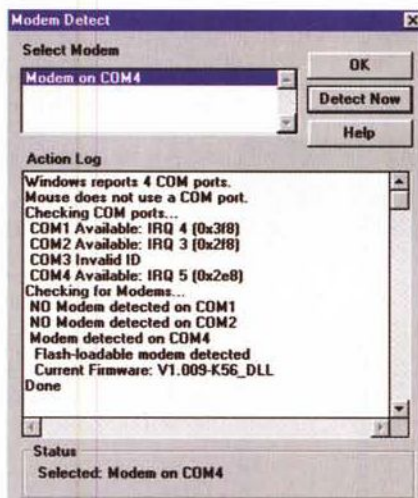 Modem Detect
Select Modem
Modem on COM4
OK
Detect Now
Help
Action Log
Windows reports 4 COM ports.
Mouse does not use a COM port.
Checking COM ports...
COM1 Available: IRQ 4 (0x3f8)
COM2 Available: IRQ 3 (0x2f8)
COM3 Invalid ID
COM4 Available: IRQ 5 (0x2e8)
Checking for Modems...
NO Modem detected on COM1
NO Modem detected on COM2
Modem detected on COM4
Flash-loadable modem detected
Current Firmware: V1.009-K56_DLL
Done
Status
Selected: Modem on COM4